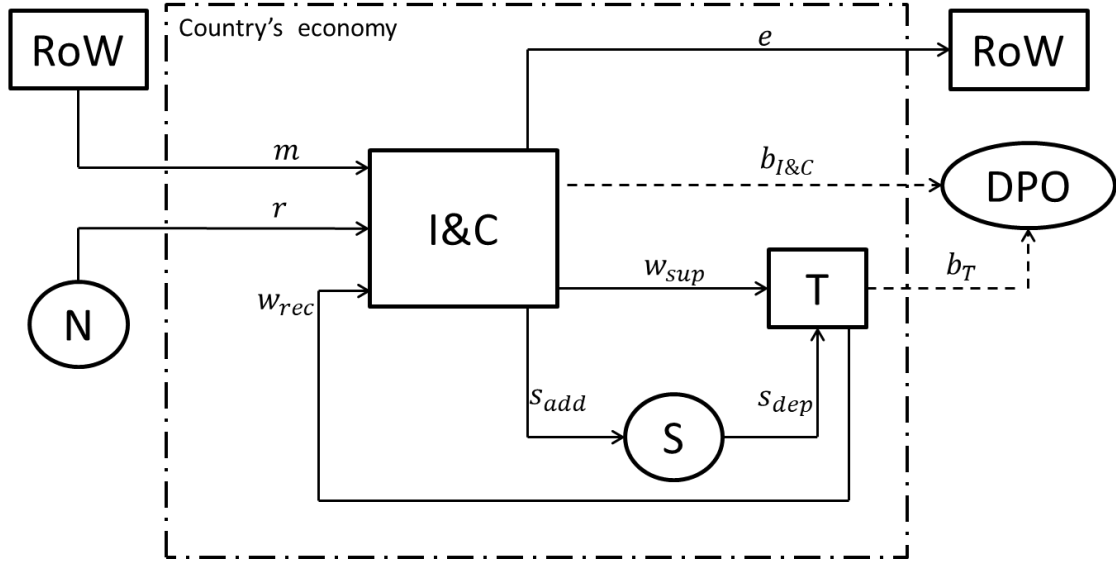 Country's economy
RoW
e
RoW
m
b_{I&C}
DPO
r
I&C
w_{sup}
T
b_T
w_{rec}
N
s_{add}
s_{dep}
S